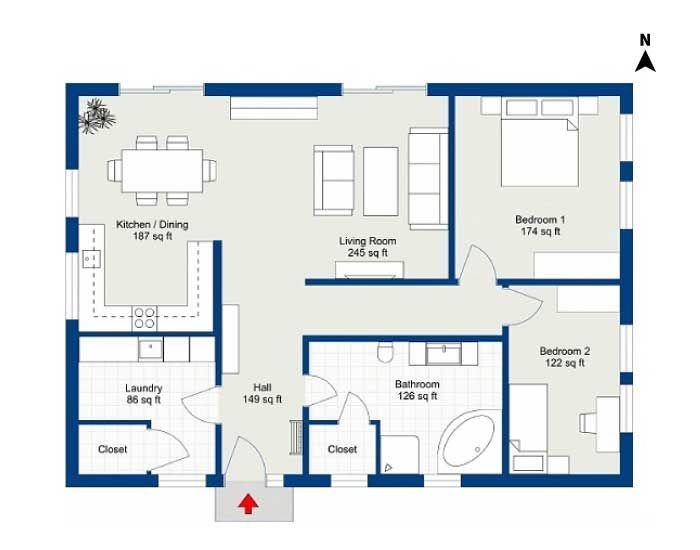 N
Kitchen / Dining
187 sq ft
Living Room
245 sq ft
Bedroom 1
174 sq ft
Bedroom 2
122 sq ft
Laundry
86 sq ft
Hall
149 sq ft
Bathroom
126 sq ft
Closet
Closet